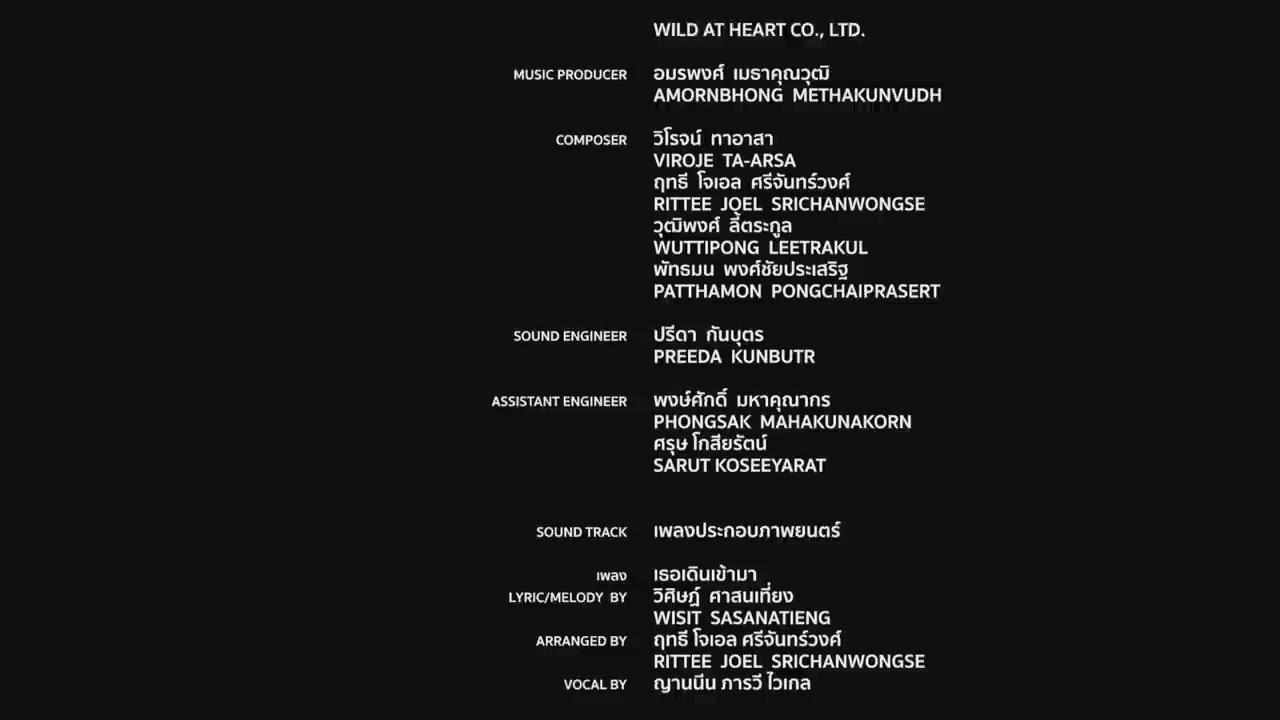 WILD AT HEART CO., LTD.
MUSIC PRODUCER อมรพงศ์ เมธาคุณวุฒิ
AMORNBHONG METHAKUNVUDH
COMPOSER วิโรจน์ ทาอาสา
VIROJE TA-ARSA
ฤทธี โจเอล ศรีจันทร์วงศ์
RITTEE JOEL SRICHANWONGSE
วุฒิพงศ์ ลี้ตระกูล
WUTTIPONG LEETRAKUL
พัทธมน พงศ์ชัยประเสริฐ
PATTHAMON PONGCHAIPRASERT
SOUND ENGINEER ปรีดา กันบุตร
PREEDA KUNBUTR
ASSISTANT ENGINEER พงษ์ศักดิ์ มหาคุณากร
PHONGSAK MAHAKUNAKORN
ศรุษ โกสียรัตน์
SARUT KOSEEYARAT
SOUND TRACK เพลงประกอบภาพยนตร์
เพลง เธอเดินเข้ามา
LYRIC/MELODY BY วิศิษฏ์ ศาสนเที่ยง
WISIT SASANATIENG
ARRANGED BY ฤทธี โจเอล ศรีจันทร์วงศ์
RITTEE JOEL SRICHANWONGSE
VOCAL BY ญานนีน ภารวี ไวเกล